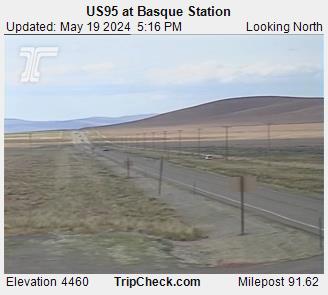 US95 at Basque Station
Updated: May 19 2024 5:16 PM Looking North
Elevation 4460 TripCheck.com Milepost 91.62